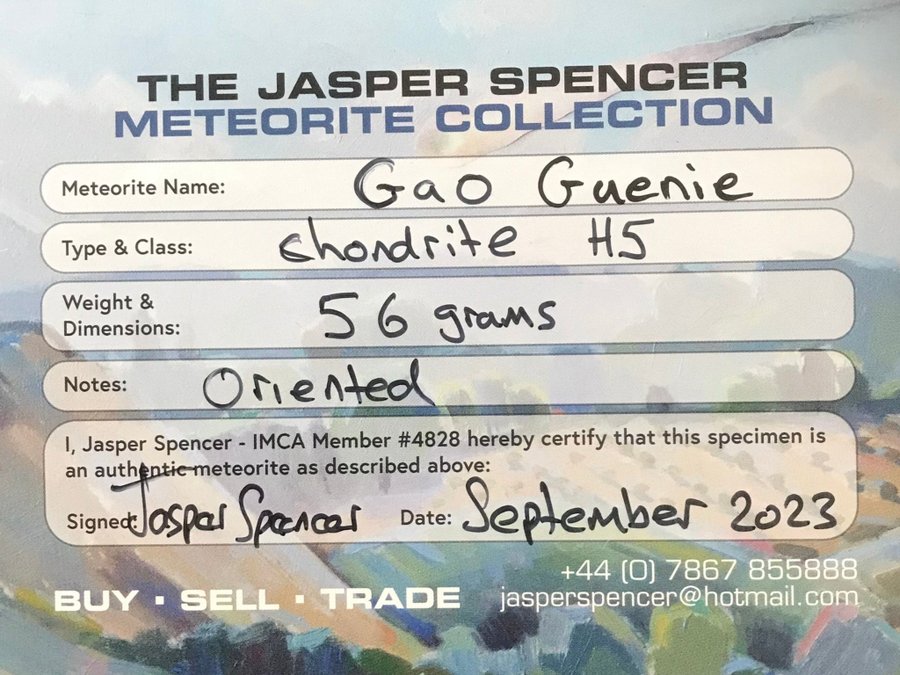 THE JASPER SPENCER
METEORITE COLLECTION
Meteorite Name: Gao Guenie
Type & Class: Chondrite H5
Weight &
Dimensions: 56 grams
Notes: Oriented
I, Jasper Spencer - IMCA Member #4828 hereby certify that this specimen is
an authentic meteorite as described above:
Signed: Jasper Spencer Date: September 2023
+44 (0) 7867 855888
BUY · SELL · TRADE jasperspencer@hotmail.com